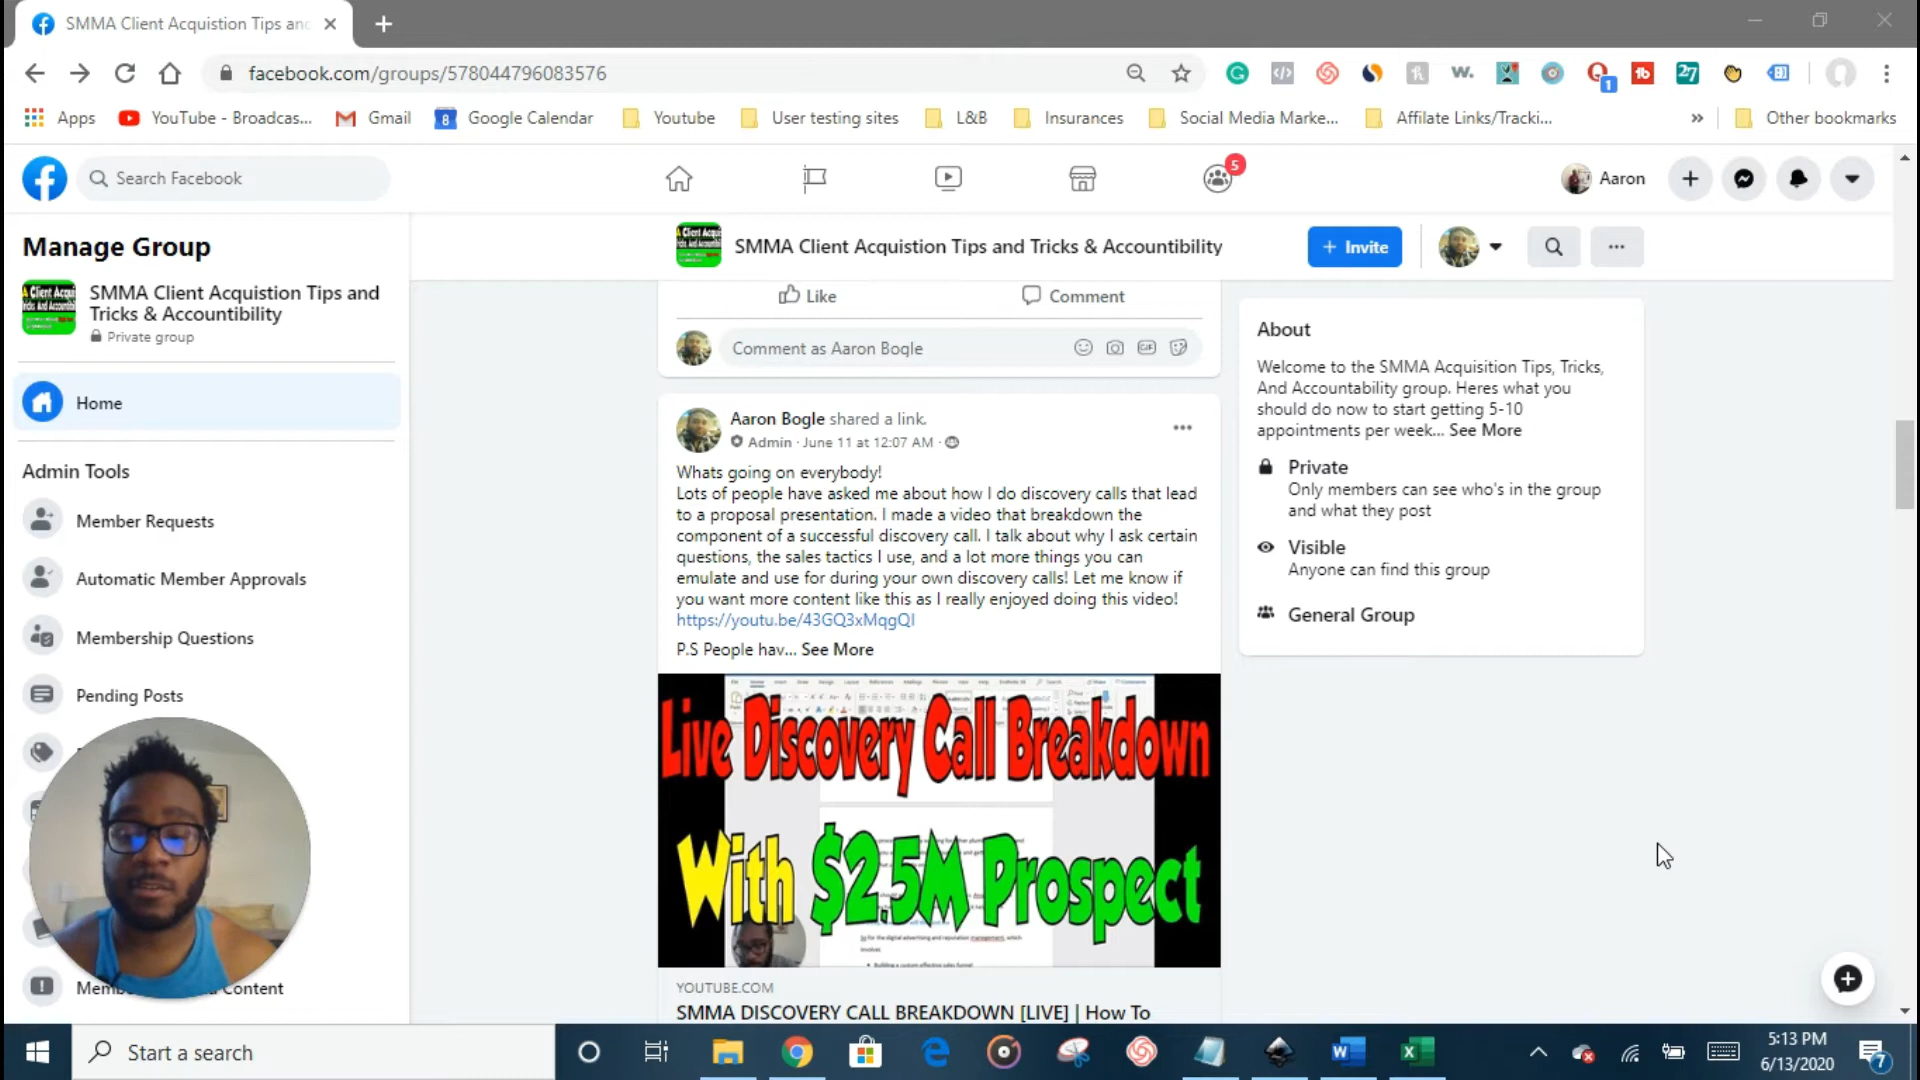 SMMA Client Acquistion Tips and
facebook.com/groups/578044796083576
1
27
Apps
YouTube - Broadcas...
Gmail
8
Google Calendar
Youtube
User testing sites
L&B
Insurances
Social Media Marke...
Affilate Links/Tracki...
Other bookmarks
Search Facebook
5
Aaron
Manage Group
SMMA Client Acquistion Tips and
Tricks & Accountibility
Private group
Home
Admin Tools
Member Requests
Automatic Member Approvals
Membership Questions
Pending Posts
Content
SMMA Client Acquistion Tips and Tricks & Accountibility
+ Invite
Like
Comment
Comment as Aaron Bogle
GIF
Aaron Bogle shared a link.
Admin · June 11 at 12:07 AM ·
Whats going on everybody!
Lots of people have asked me about how I do discovery calls that lead
to a proposal presentation. I made a video that breakdown the
component of a successful discovery call. I talk about why I ask certain
questions, the sales tactics I use, and a lot more things you can
emulate and use for during your own discovery calls! Let me know if
you want more content like this as I really enjoyed doing this video!
https://youtu.be/43GQ3xMqgQI
P.S People hav... See More
Live Discovery Call Breakdown
With $2.5M Prospect
YOUTUBE.COM
SMMA DISCOVERY CALL BREAKDOWN [LIVE] | How To
About
Welcome to the SMMA Acquisition Tips, Tricks,
And Accountability group. Heres what you
should do now to start getting 5-10
appointments per week... See More
Private
Only members can see who's in the group
and what they post
Visible
Anyone can find this group
General Group
Start a search
5:13 PM
6/13/2020
7